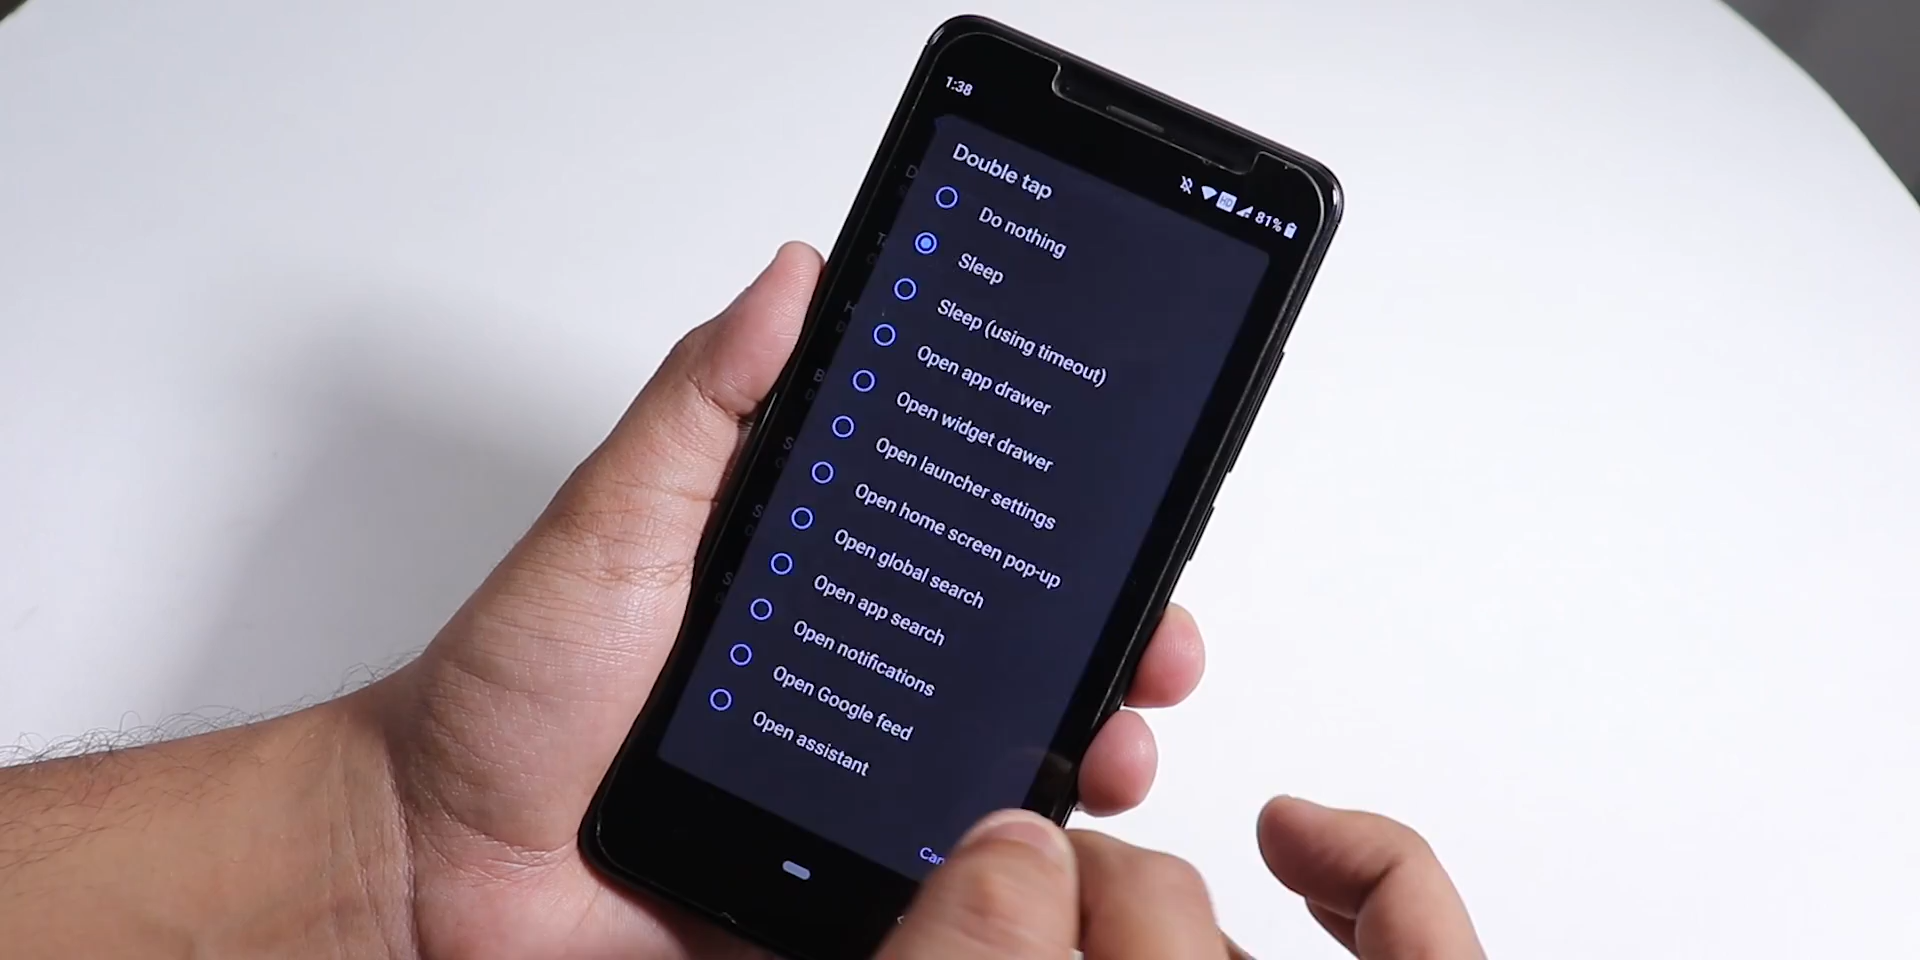 1:38
HD 81%
Double tap
Do nothing
Sleep
Sleep (using timeout)
Open app drawer
Open widget drawer
Open launcher settings
Open home screen pop-up
Open global search
Open app search
Open notifications
Open Google feed
Open assistant